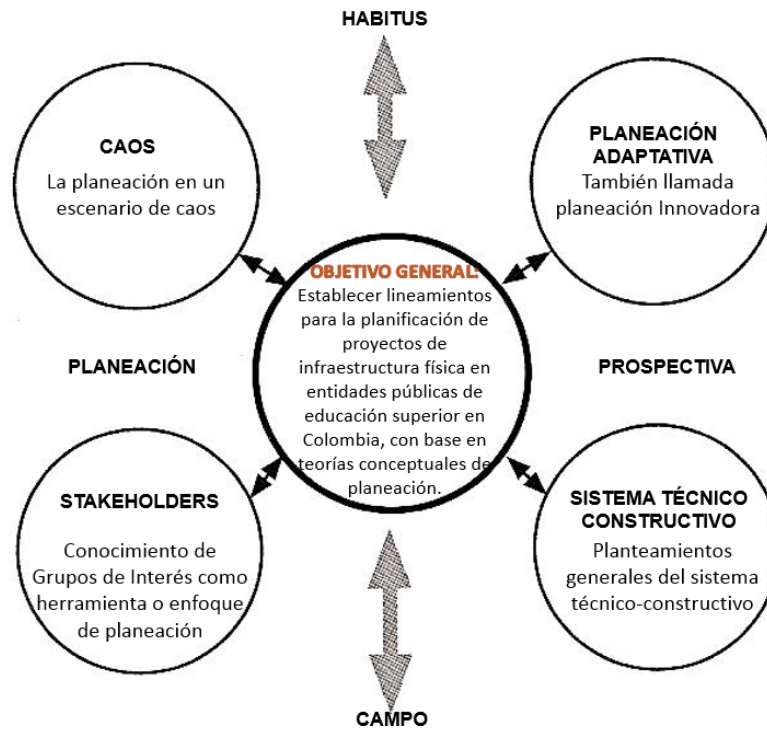 HABITUS
CAOS
La planeación en un
escenario de caos
PLANEACIÓN
ADAPTATIVA
También llamada
planeación Innovadora
OBJETIVO GENERAL:
Establecer lineamientos
para la planificación de
proyectos de
infraestructura física en
entidades públicas de
educación superior en
Colombia, con base en
teorías conceptuales de
planeación.
PLANEACIÓN
PROSPECTIVA
STAKEHOLDERS
Conocimiento de
Grupos de Interés como
herramienta o enfoque
de planeación
SISTEMA TÉCNICO
CONSTRUCTIVO
Planteamientos
generales del sistema
técnico-constructivo
CAMPO